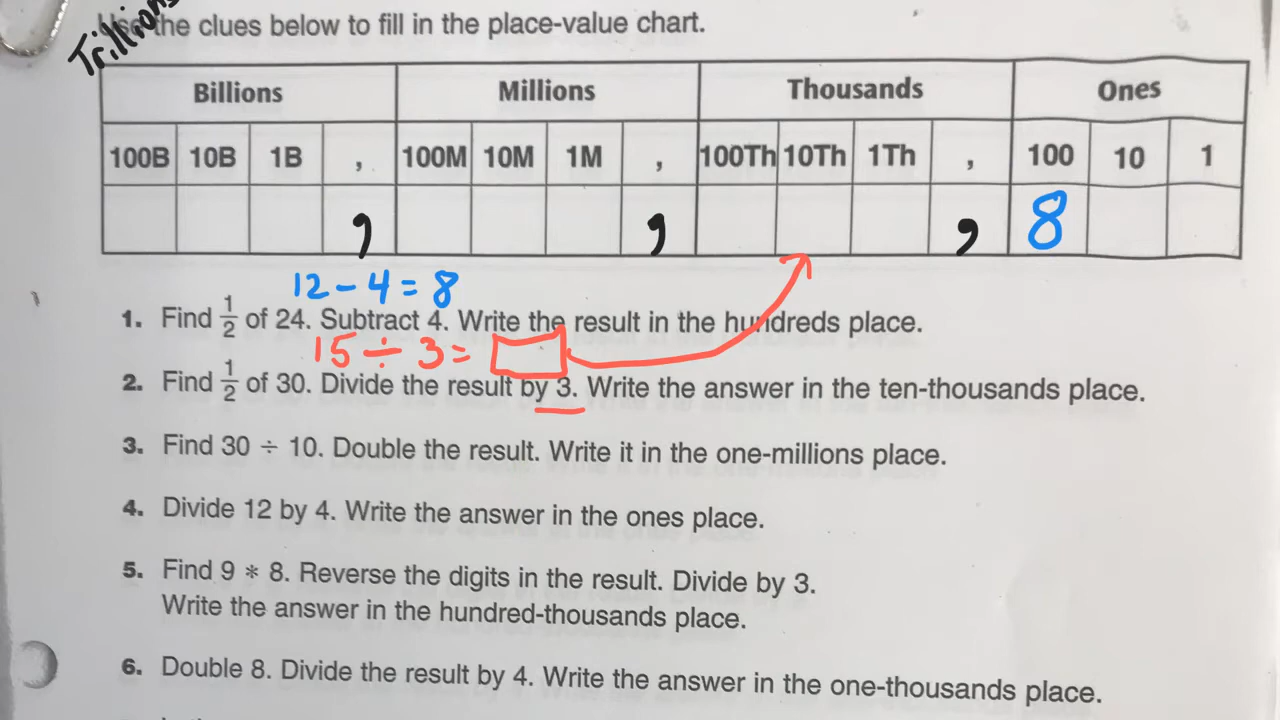 Trillions
Use the clues below to fill in the place-value chart.
Billions Millions Thousands Ones
100B 10B 1B , 100M 10M 1M , 100Th 10Th 1Th , 100 10 1
, , , 8
12 - 4 = 8
1. Find 1/2 of 24. Subtract 4. Write the result in the hundreds place.
15 ÷ 3 =
2. Find 1/2 of 30. Divide the result by 3. Write the answer in the ten-thousands place.
3. Find 30 ÷ 10. Double the result. Write it in the one-millions place.
4. Divide 12 by 4. Write the answer in the ones place.
5. Find 9 * 8. Reverse the digits in the result. Divide by 3.
Write the answer in the hundred-thousands place.
6. Double 8. Divide the result by 4. Write the answer in the one-thousands place.